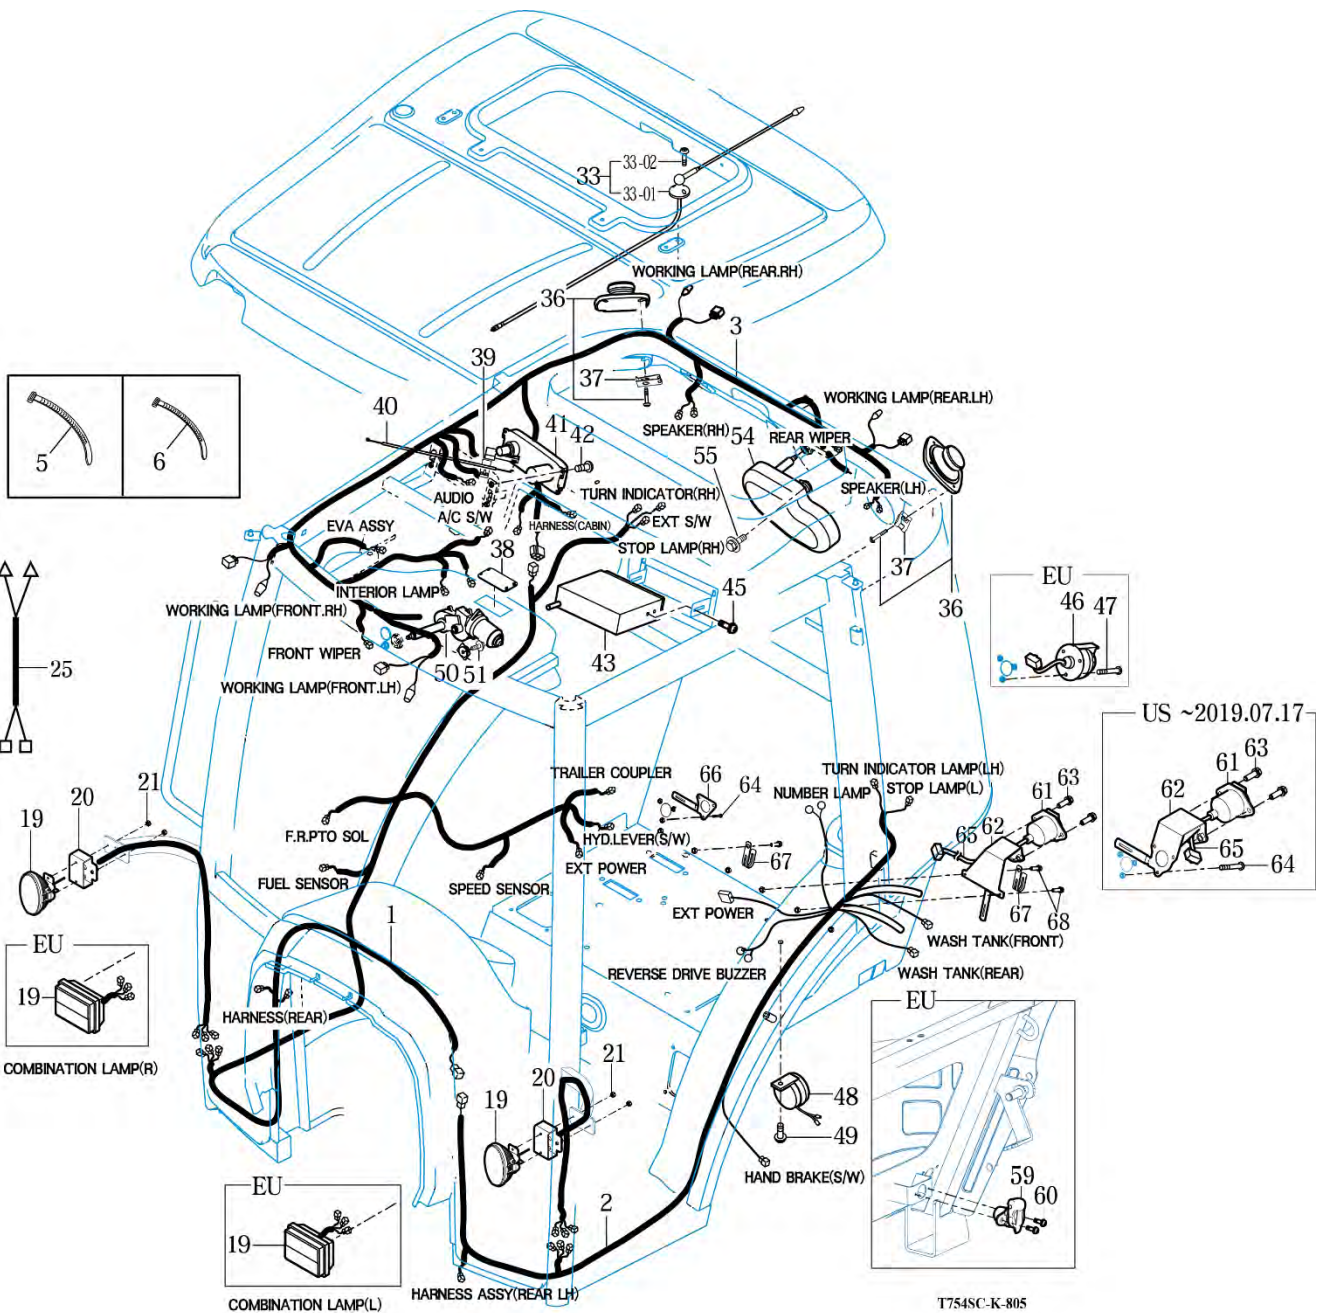 33
33-02
33-01
WORKING LAMP(REAR.RH)
36
3
39
37
40
41
42
SPEAKER(RH)
54
REAR WIPER
WORKING LAMP(REAR.LH)
55
5
6
AUDIO
A/C S/W
TURN INDICATOR(RH)
SPEAKER(LH)
EVA ASSY
HARNESS(CABIN)
EXT S/W
38
STOP LAMP(RH)
37
36
INTERIOR LAMP
45
WORKING LAMP(FRONT.RH)
EU
46
47
25
FRONT WIPER
50
51
43
WORKING LAMP(FRONT.LH)
US ~2019.07.17
61
63
62
65
64
21
20
19
TRAILER COUPLER
66
64
TURN INDICATOR LAMP(LH)
NUMBER LAMP
STOP LAMP(L)
61
63
F.R.PTO SOL
HYD.LEVER(S/W)
65
62
67
FUEL SENSOR
SPEED SENSOR
EXT POWER
67
68
1
EXT POWER
WASH TANK(FRONT)
EU
19
REVERSE DRIVE BUZZER
WASH TANK(REAR)
HARNESS(REAR)
EU
COMBINATION LAMP(R)
21
20
19
48
49
HAND BRAKE(S/W)
EU
19
59
60
2
HARNESS ASSY(REAR LH)
COMBINATION LAMP(L)
T754SC-K-805